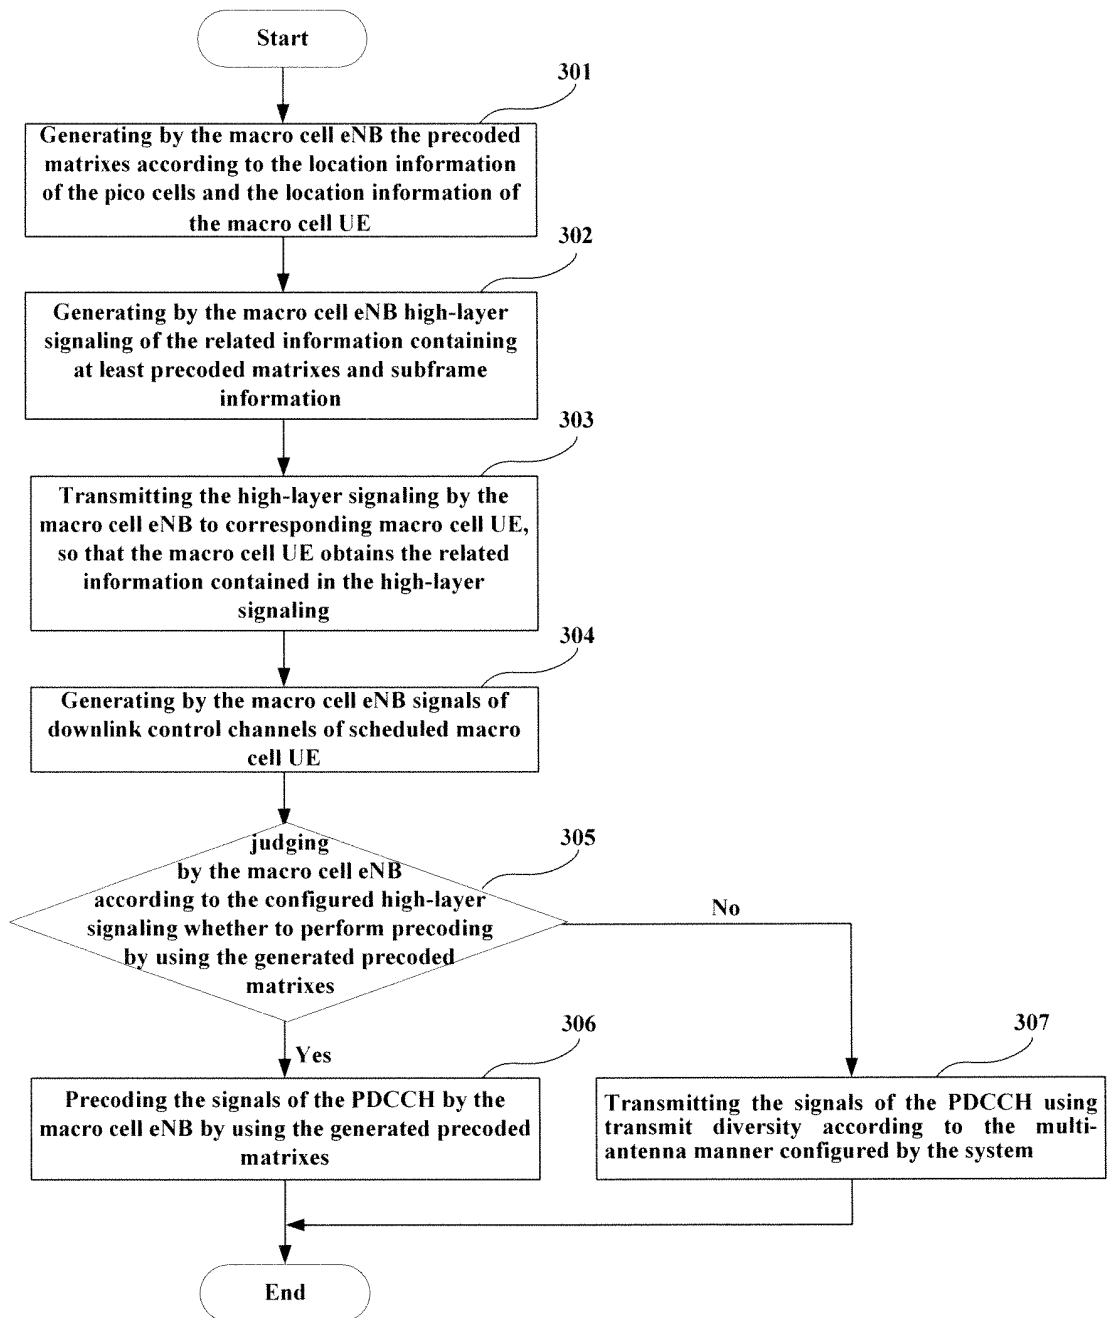 Start
301
Generating by the macro cell eNB the precoded
matrixes according to the location information
of the pico cells and the location information of
the macro cell UE
302
Generating by the macro cell eNB high-layer
signaling of the related information containing
at least precoded matrixes and subframe
information
303
Transmitting the high-layer signaling by the
macro cell eNB to corresponding macro cell UE,
so that the macro cell UE obtains the related
information contained in the high-layer
signaling
304
Generating by the macro cell eNB signals of
downlink control channels of scheduled macro
cell UE
305
judging
by the macro cell eNB
according to the configured high-layer
signaling whether to perform precoding
by using the generated precoded
matrixes
No
Yes
306
Precoding the signals of the PDCCH by the
macro cell eNB by using the generated precoded
matrixes
307
Transmitting the signals of the PDCCH using
transmit diversity according to the multi-
antenna manner configured by the system
End